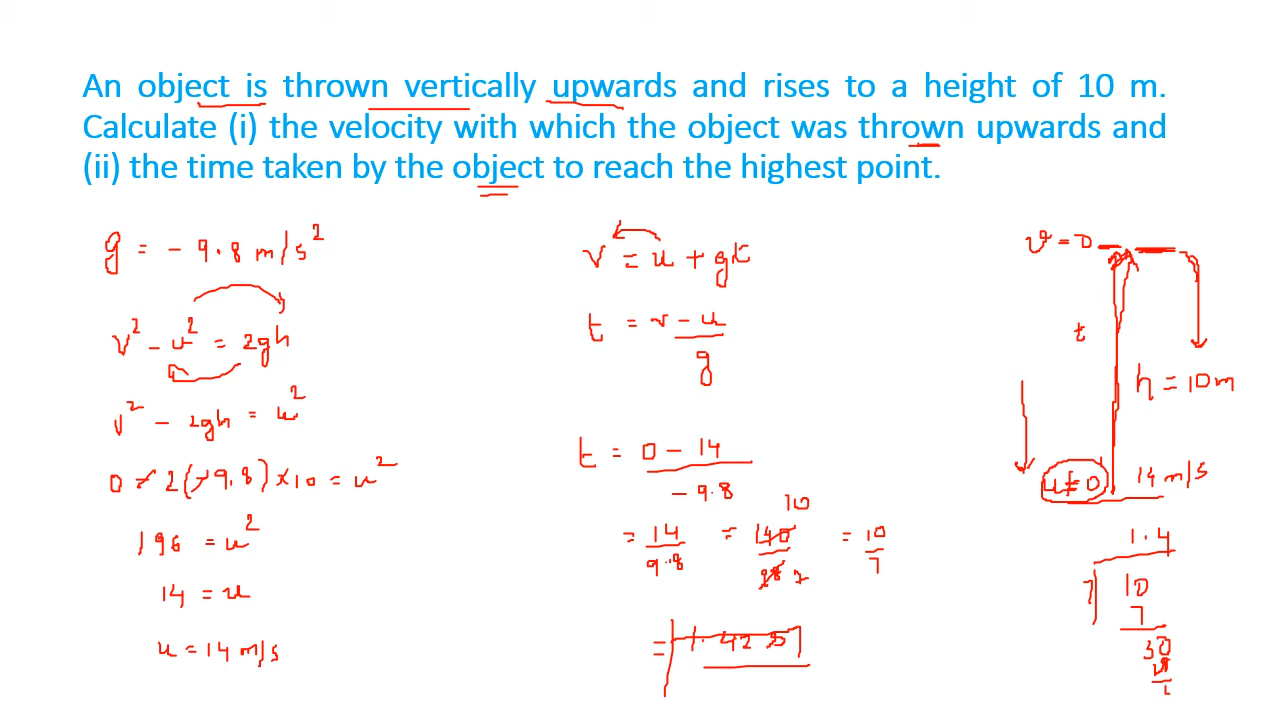 An object is thrown vertically upwards and rises to a height of 10 m.
Calculate (i) the velocity with which the object was thrown upwards and
(ii) the time taken by the object to reach the highest point.
g = - 9.8 m/s²
v² - u² = 2gh
v² - 2gh = u²
0 - 2(-9.8) × 10 = u²
196 = u²
14 = u
u = 14 m/s
v = u + gt
t = v - u / g
t = 0 - 14 / - 9.8
= 14 / 9.8 = 140 / 98 = 10 / 7
10
7
= 1.42 s
v = 0
t
h = 10m
u ≠ 0 14 m/s
1.4
7 10
7
30